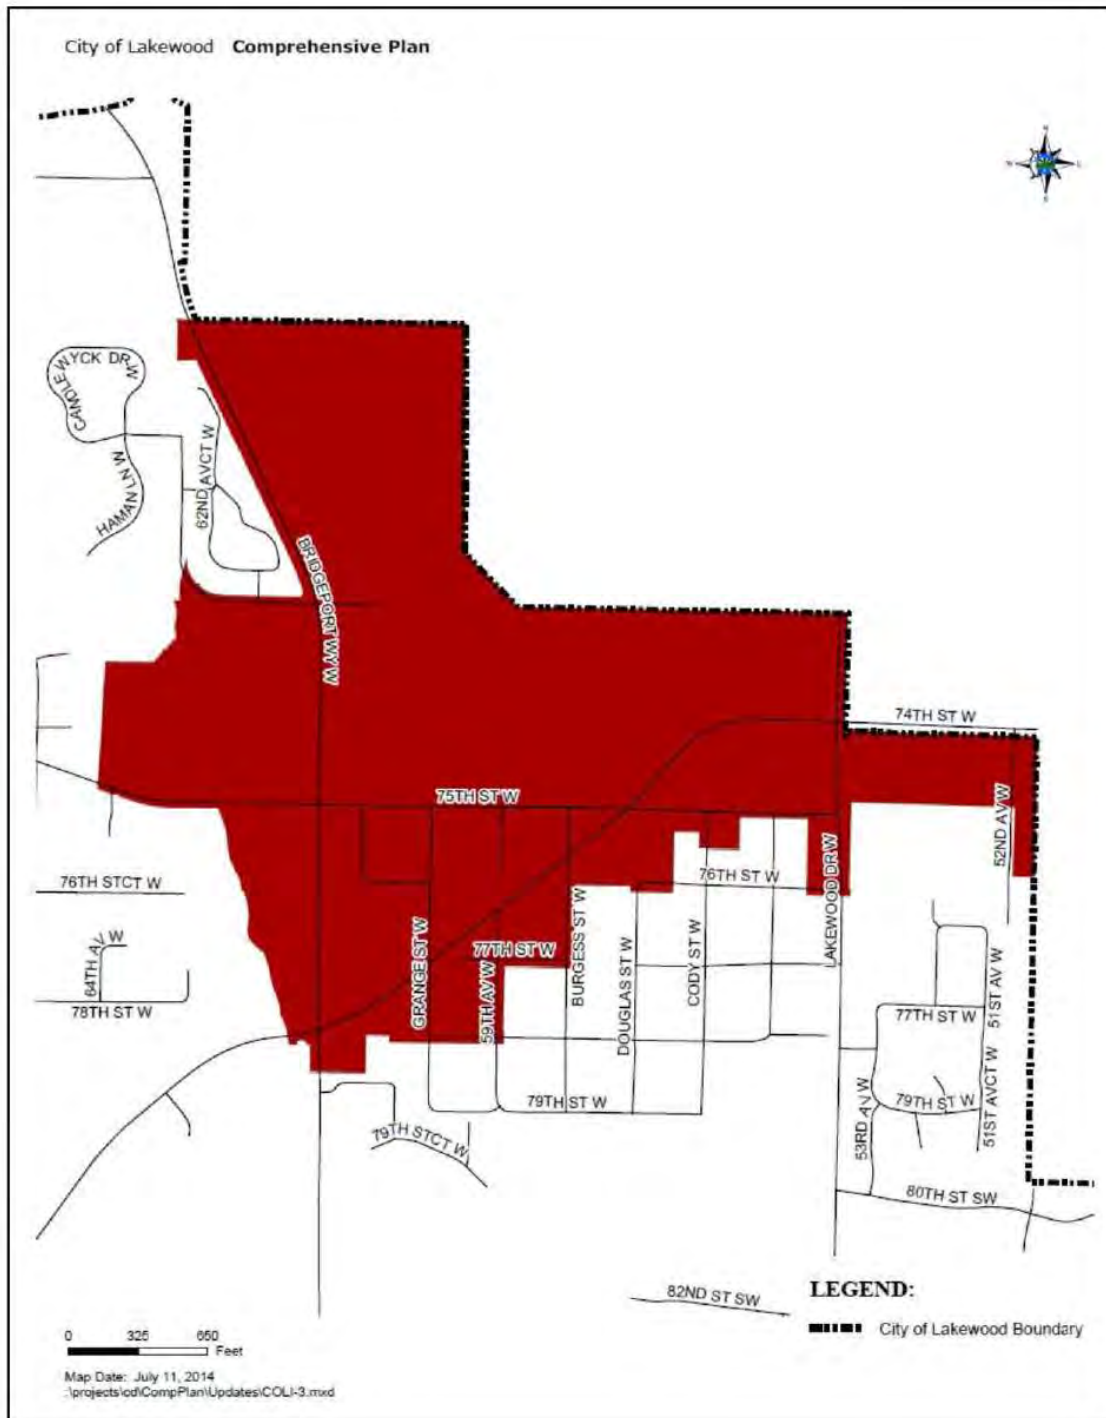 City of Lakewood Comprehensive Plan
N
W E
S
CANDLEWYCK DR W
HAMAN LN W
62ND AVCT W
BRIDGEPORT WY W
74TH ST W
75TH ST W
52ND AV W
76TH STCT W
76TH ST W
64TH AV W
78TH ST W
GRANGE ST W
77TH ST W
59TH AV W
BURGESS ST W
DOUGLAS ST W
CODY ST W
LAKEWOOD DR W
77TH ST W
51ST AV W
79TH ST W
79TH STCT W
53RD AV W
79TH ST W
51ST AVCT W
80TH ST SW
82ND ST SW
LEGEND:
City of Lakewood Boundary
0 325 650
Feet
Map Date: July 11, 2014
:\projects\cd\CompPlan\Updates\COLI-3.mxd